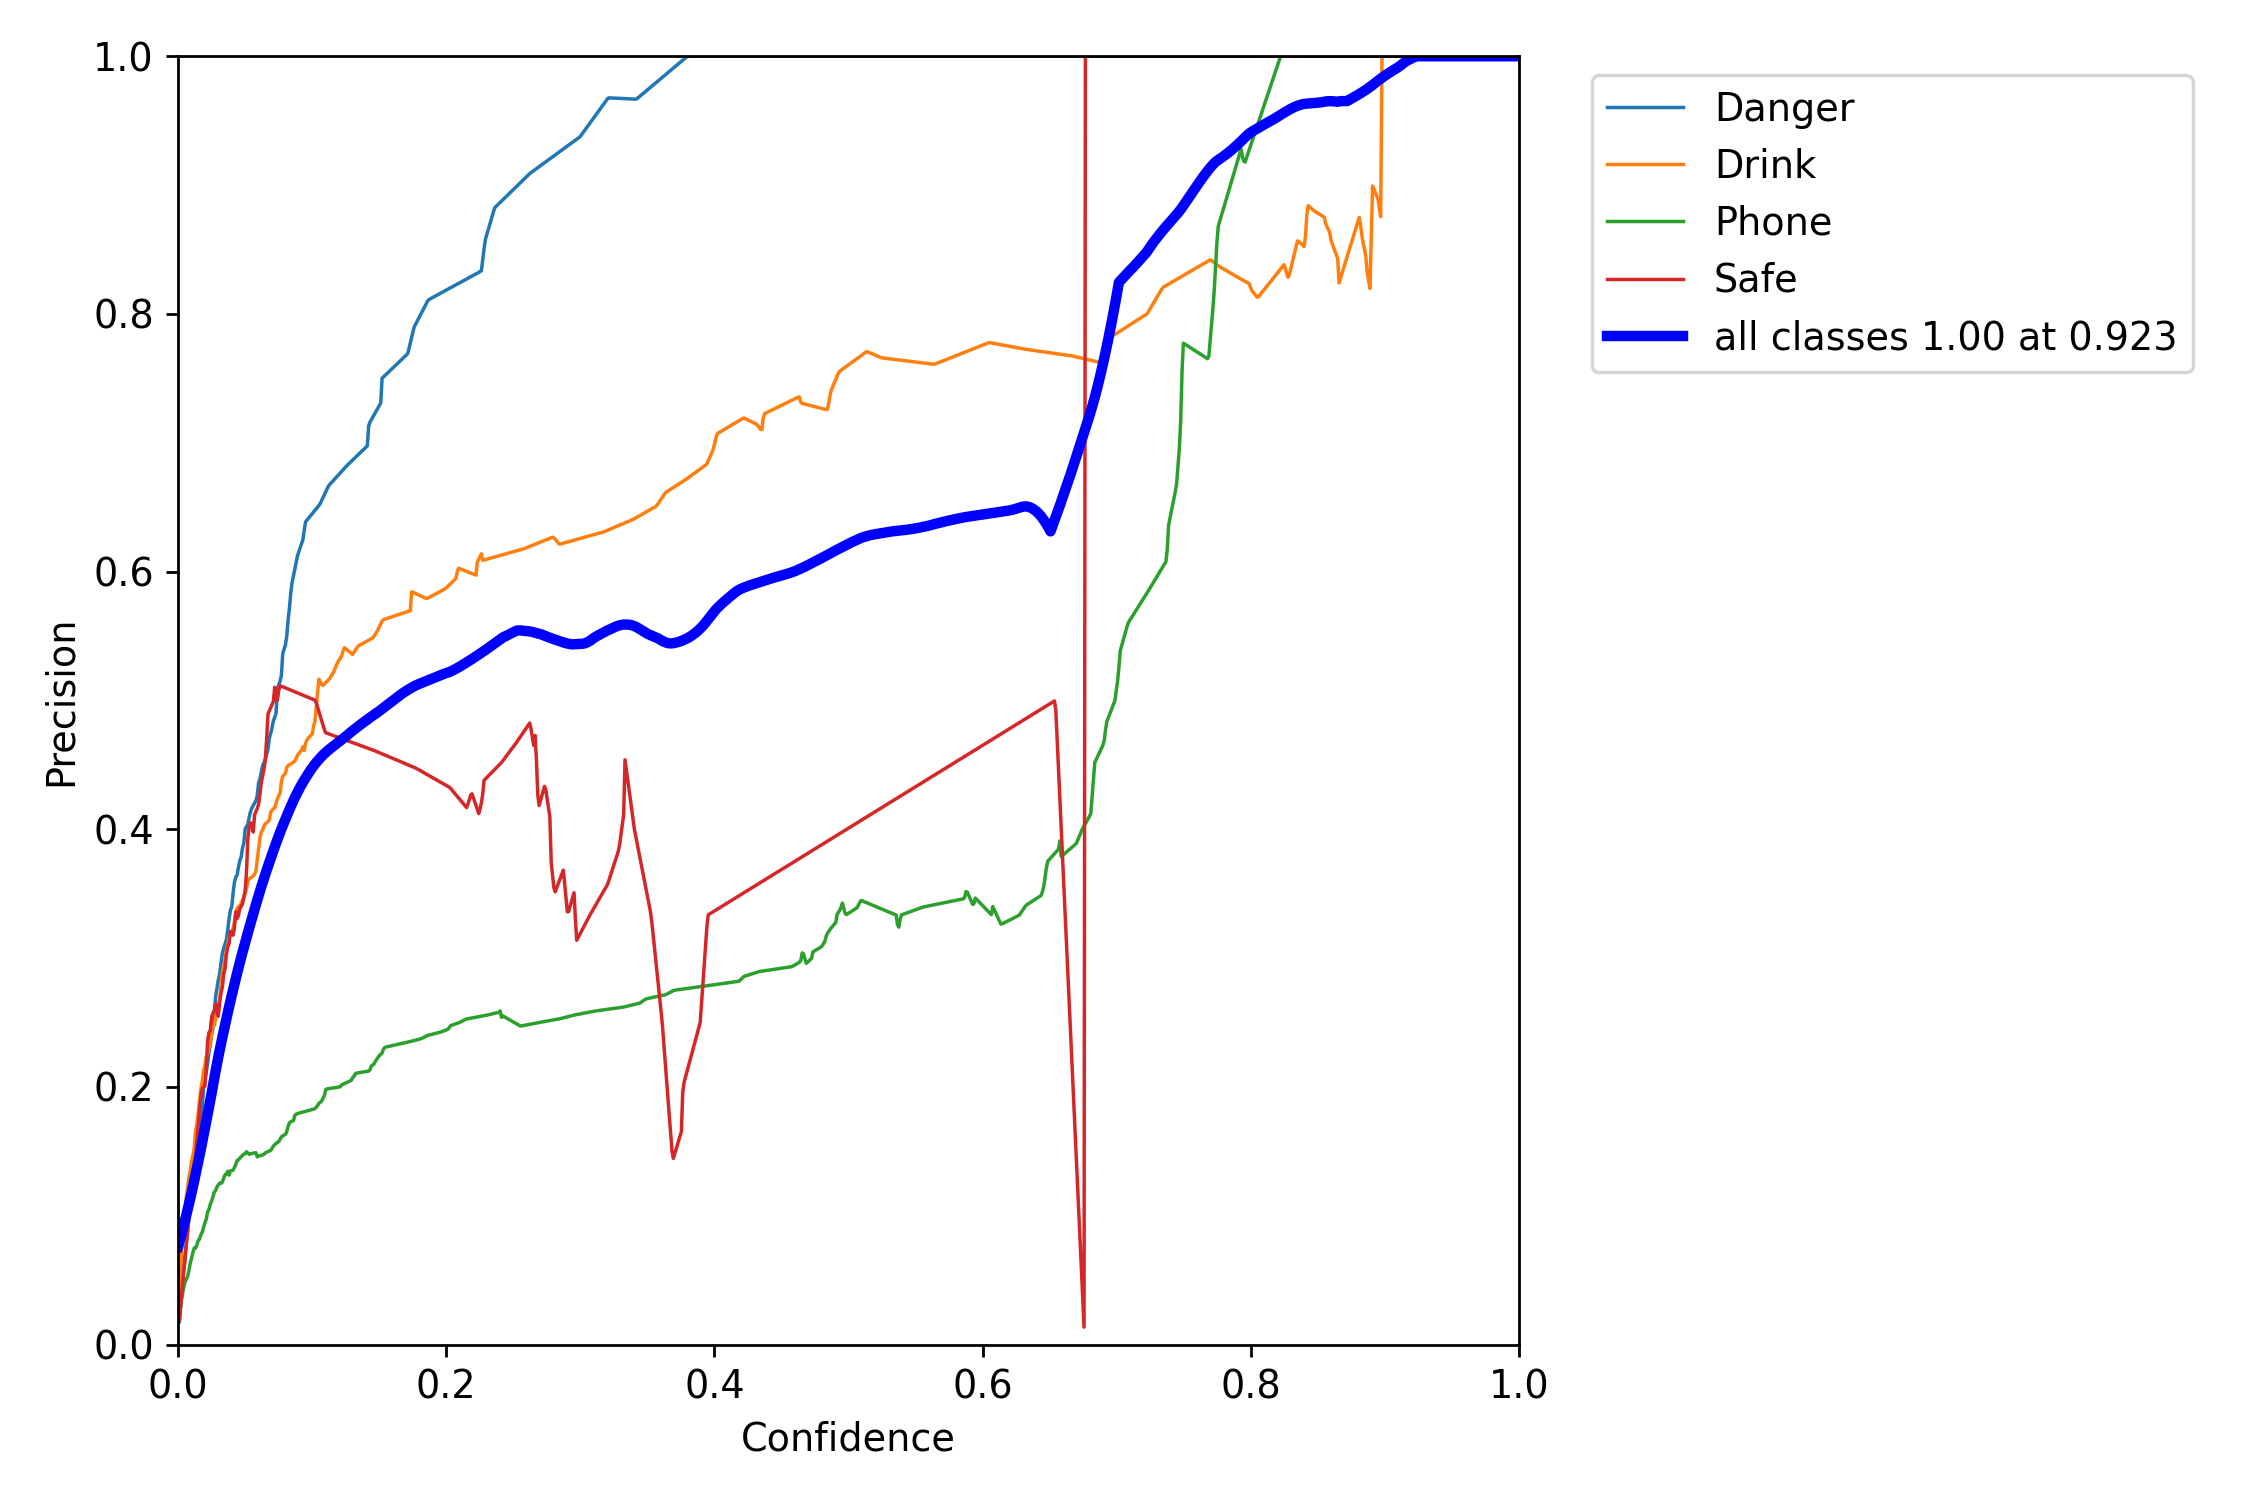 1.0
0.8
0.6
0.4
0.2
0.0
Precision
0.0 0.2 0.4 0.6 0.8 1.0
Confidence
Danger
Drink
Phone
Safe
all classes 1.00 at 0.923